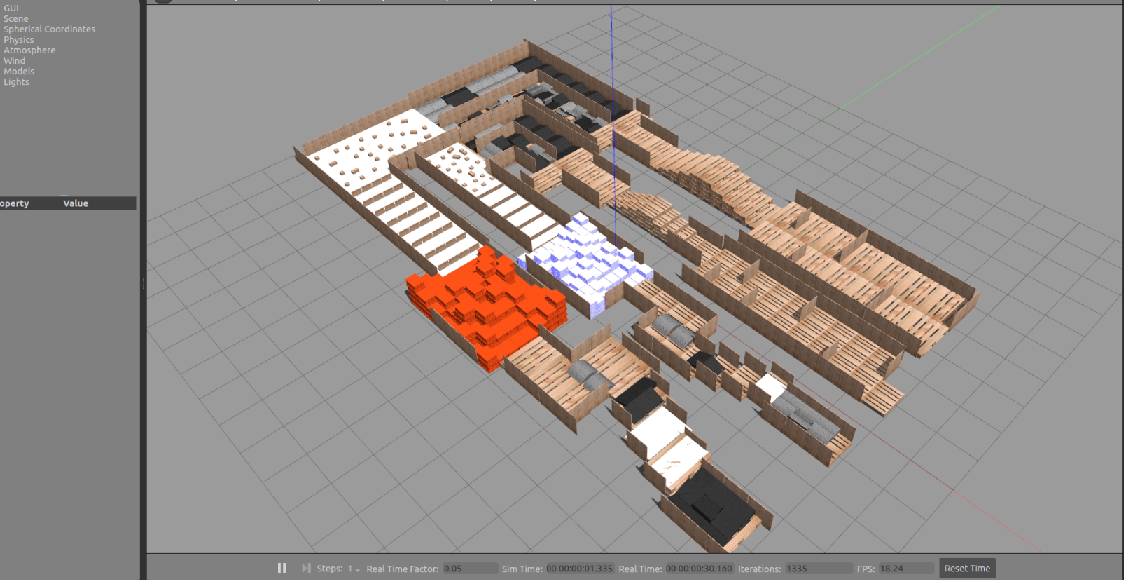 GUI
Scene
Spherical Coordinates
Physics
Atmosphere
Wind
Models
Lights
operty Value
Steps: 1 Real Time Factor: 0.05 Sim Time: 00 00:00:01.335 Real Time: 00 00:00:30.160 Iterations: 1335 FPS: 18.24 Reset Time